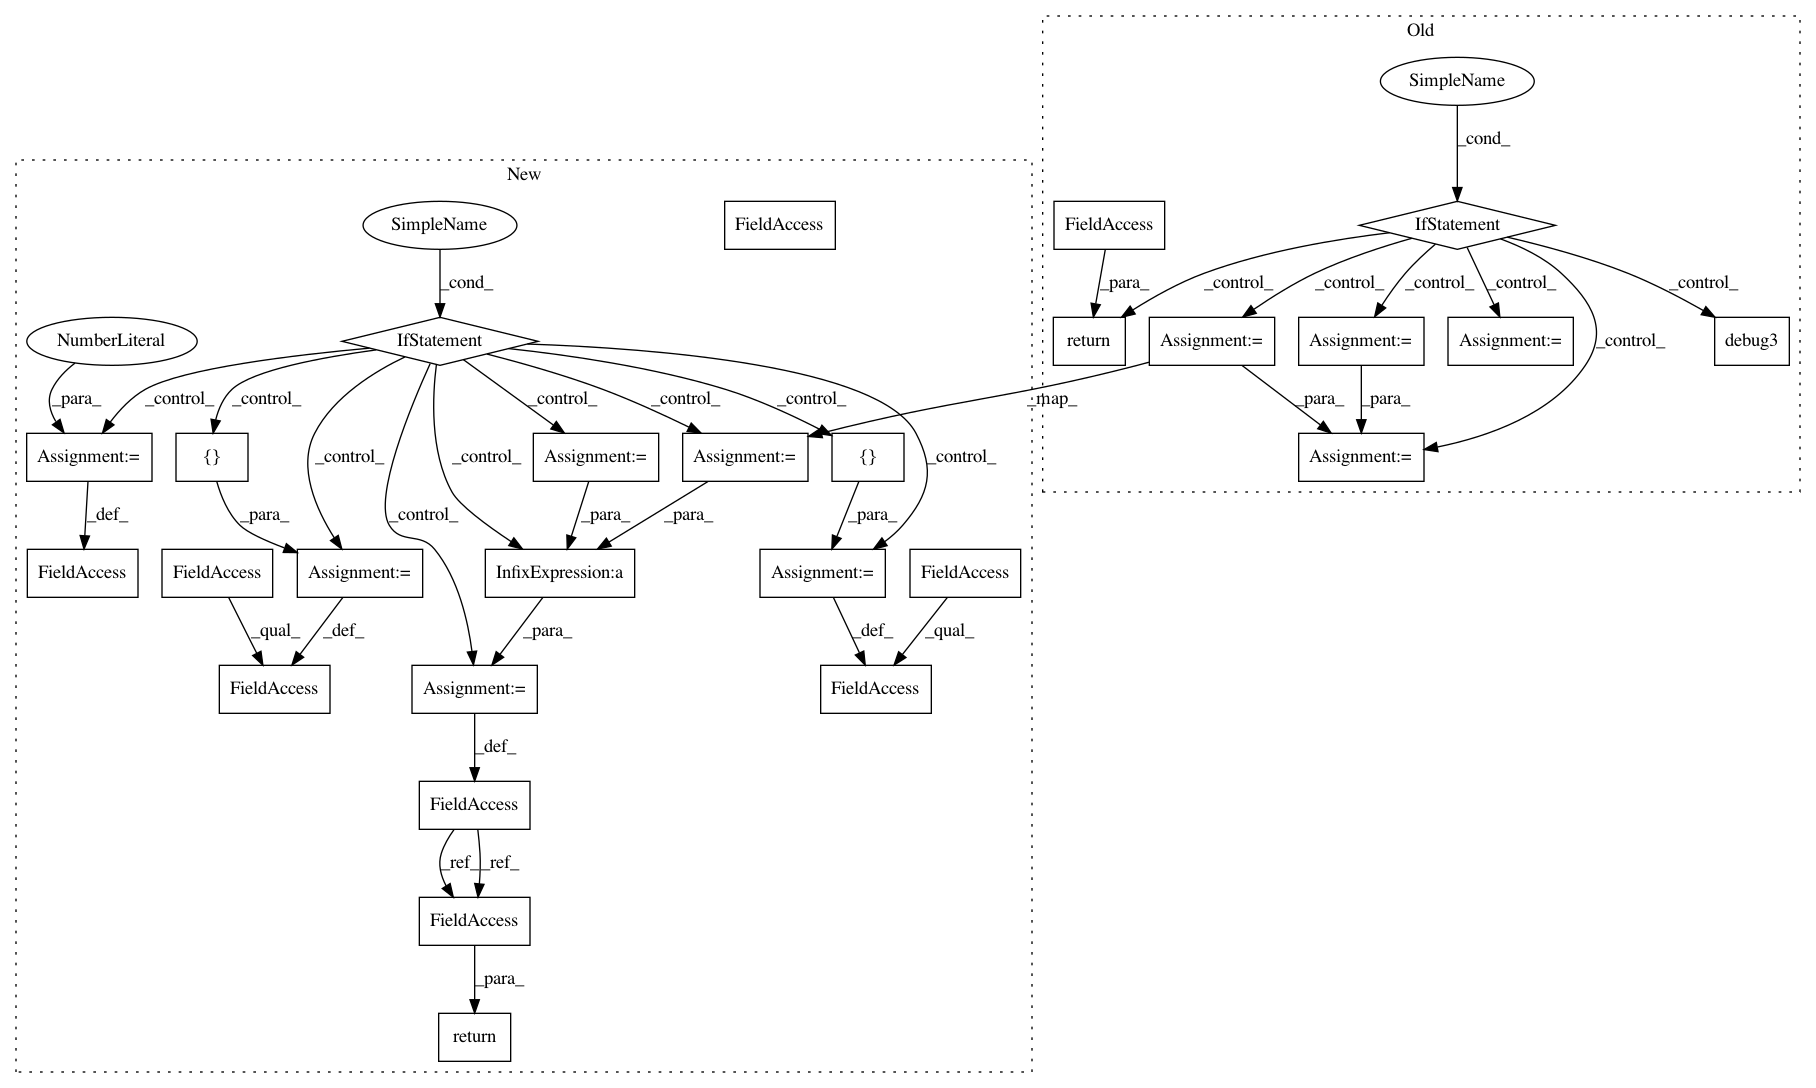 Old
SimpleName
_cond_
New
SimpleName
FieldAccess
FieldAccess
IfStatement
_cond_
_para_
_control_
_control_
_control_
_control_
_control_
NumberLiteral
IfStatement
return
Assignment:=
Assignment:=
Assignment:=
_control_
debug3
_para_
_control_
_control_
_control_
_control_
_control_
_map_
_para_
_para_
Assignment:=
{}
_control_
_control_
Assignment:=
Assignment:=
{}
_control_
Assignment:=
_def_
_para_
_control_
_para_
_para_
_para_
FieldAccess
FieldAccess
Assignment:=
InfixExpression:a
Assignment:=
FieldAccess
_qual_
_def_
_para_
_def_
_qual_
FieldAccess
Assignment:=
FieldAccess
_def_
FieldAccess
_ref_
_ref_
FieldAccess
_para_
return